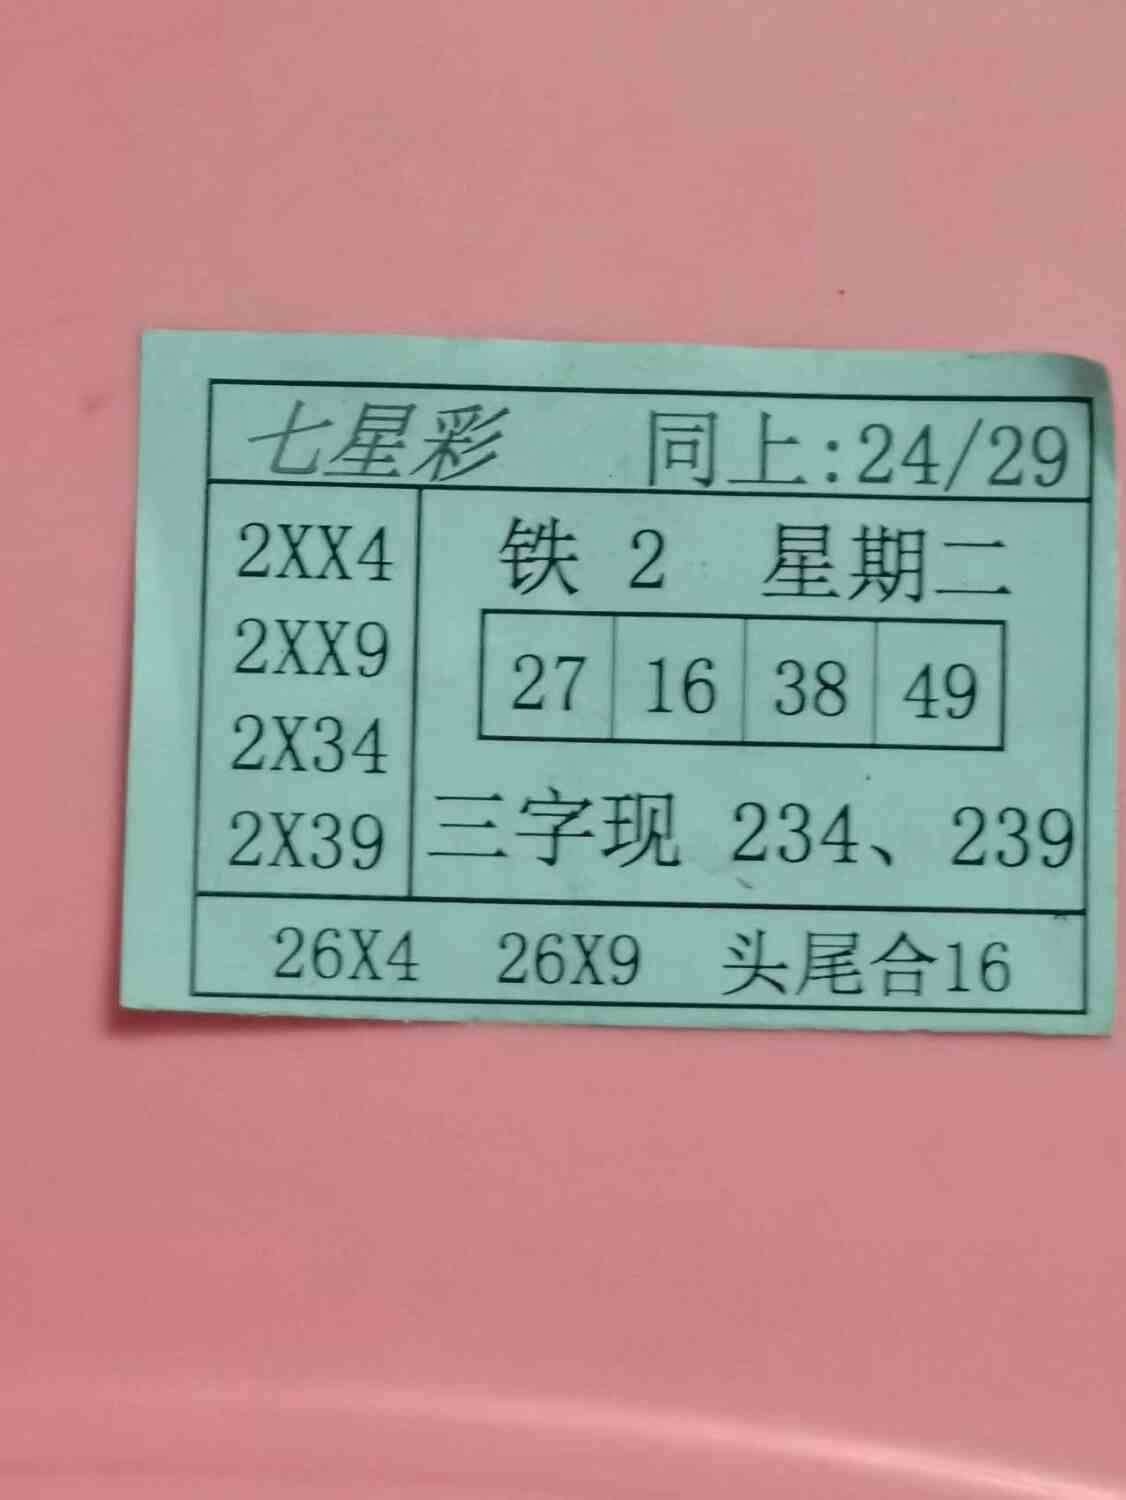 七星彩 同上:24/29
2XX4
2XX9
2X34
2X39
铁 2 星期二
27 16 38 49
三字现 234、239
26X4 26X9 头尾合16